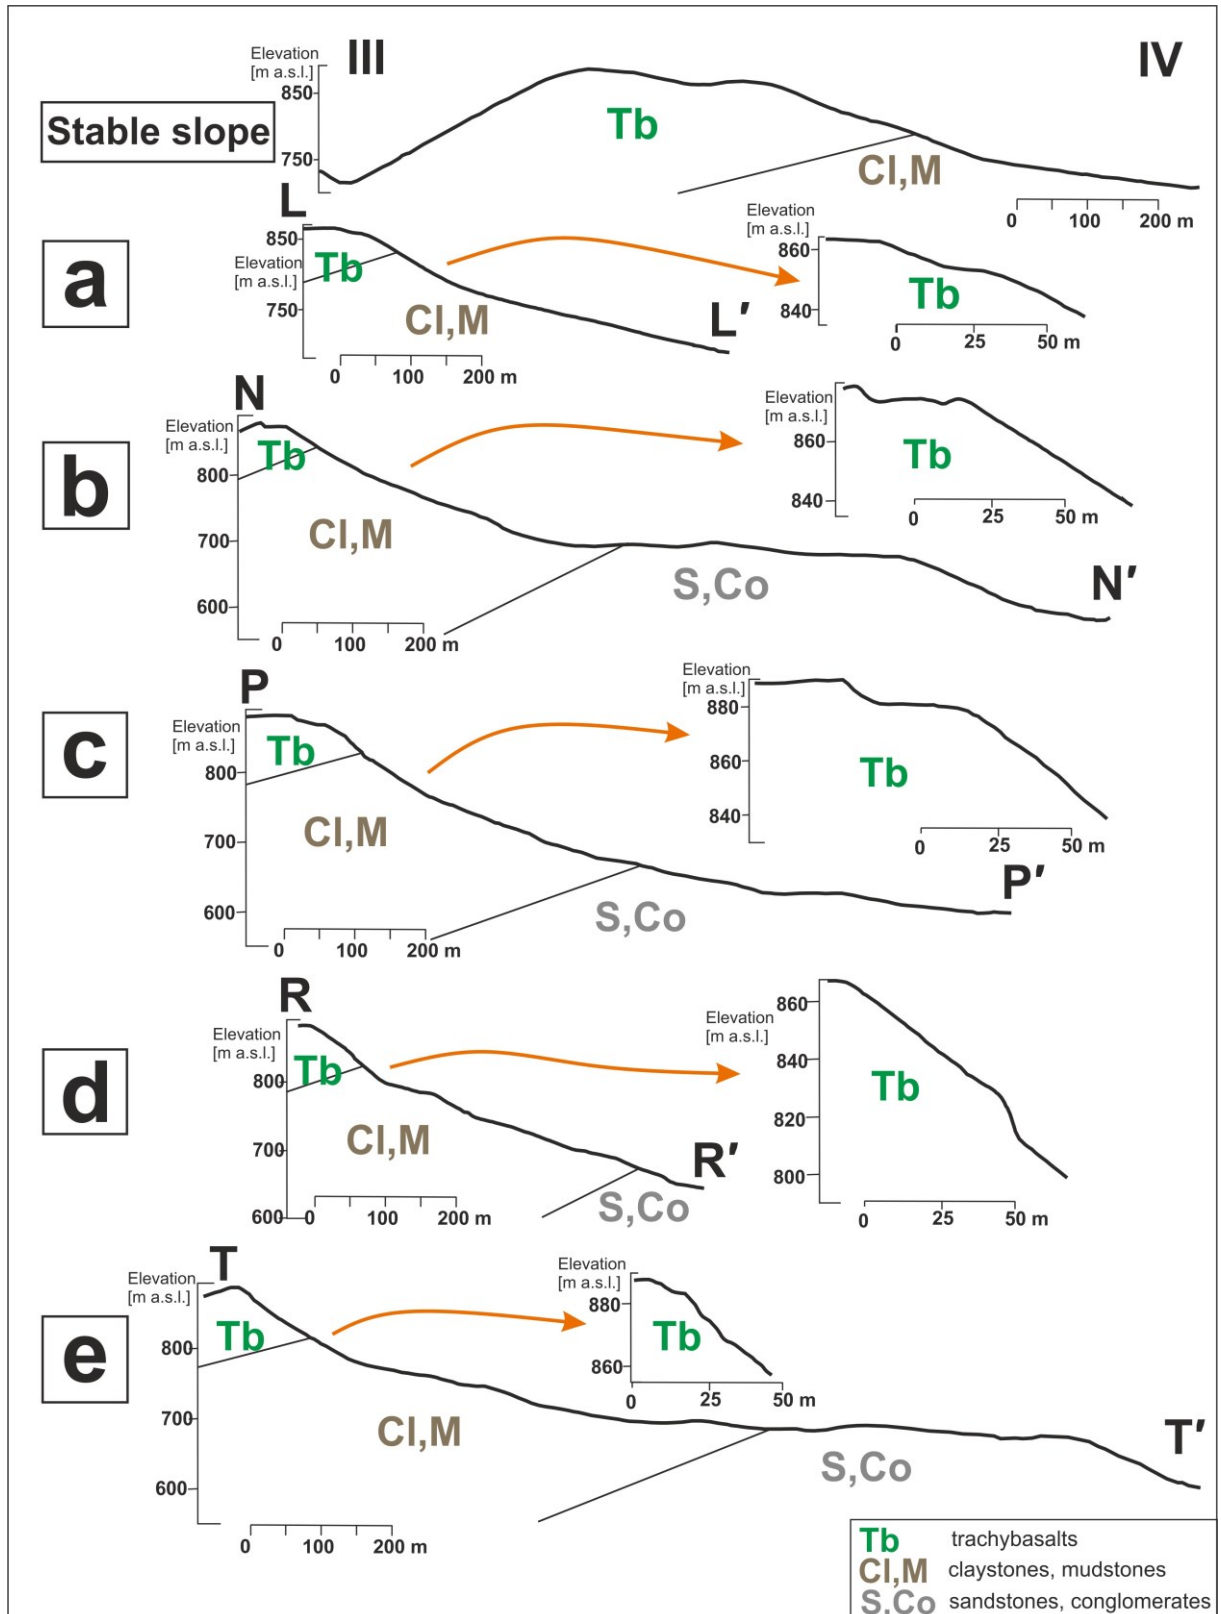 Elevation
[m a.s.l.]
III
IV
850
750
Stable slope
Tb
Cl,M
0 100 200 m
L
a
850
Elevation
[m a.s.l.]
750
Tb
Cl,M
L′
0 100 200 m
Elevation
[m a.s.l.]
860
840
Tb
0 25 50 m
N
b
Elevation
[m a.s.l.]
800
700
600
Tb
Cl,M
S,Co
N′
0 100 200 m
Elevation
[m a.s.l.]
860
840
Tb
0 25 50 m
P
c
Elevation
[m a.s.l.]
800
700
600
Tb
Cl,M
S,Co
P′
0 100 200 m
Elevation
[m a.s.l.]
880
860
840
Tb
0 25 50 m
R
d
Elevation
[m a.s.l.]
800
700
600
Tb
Cl,M
S,Co
R′
0 100 200 m
Elevation
[m a.s.l.]
860
840
820
800
Tb
0 25 50 m
T
e
Elevation
[m a.s.l.]
800
700
600
Tb
Cl,M
S,Co
T′
0 100 200
Elevation
[m a.s.l.]
880
860
Tb
0 25 50 m
Tb trachybasalts
Cl,M claystones, mudstones
S,Co sandstones, conglomerates